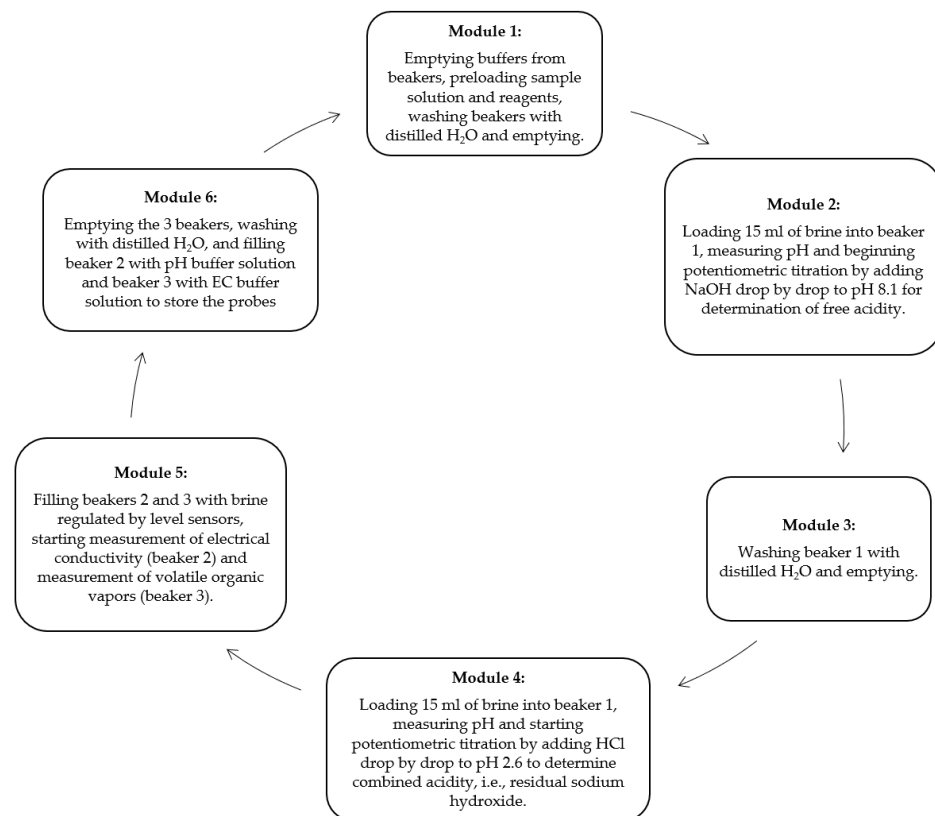 Module 1:
Emptying buffers from
beakers, preloading sample
solution and reagents,
washing beakers with
distilled H₂O and emptying.
Module 2:
Loading 15 ml of brine into beaker
1, measuring pH and beginning
potentiometric titration by adding
NaOH drop by drop to pH 8.1 for
determination of free acidity.
Module 3:
Washing beaker 1 with
distilled H₂O and emptying.
Module 4:
Loading 15 ml of brine into beaker 1,
measuring pH and starting
potentiometric titration by adding HCl
drop by drop to pH 2.6 to determine
combined acidity, i.e., residual sodium
hydroxide.
Module 5:
Filling beakers 2 and 3 with brine
regulated by level sensors,
starting measurement of electrical
conductivity (beaker 2) and
measurement of volatile organic
vapors (beaker 3).
Module 6:
Emptying the 3 beakers, washing
with distilled H₂O, and filling
beaker 2 with pH buffer solution
and beaker 3 with EC buffer
solution to store the probes